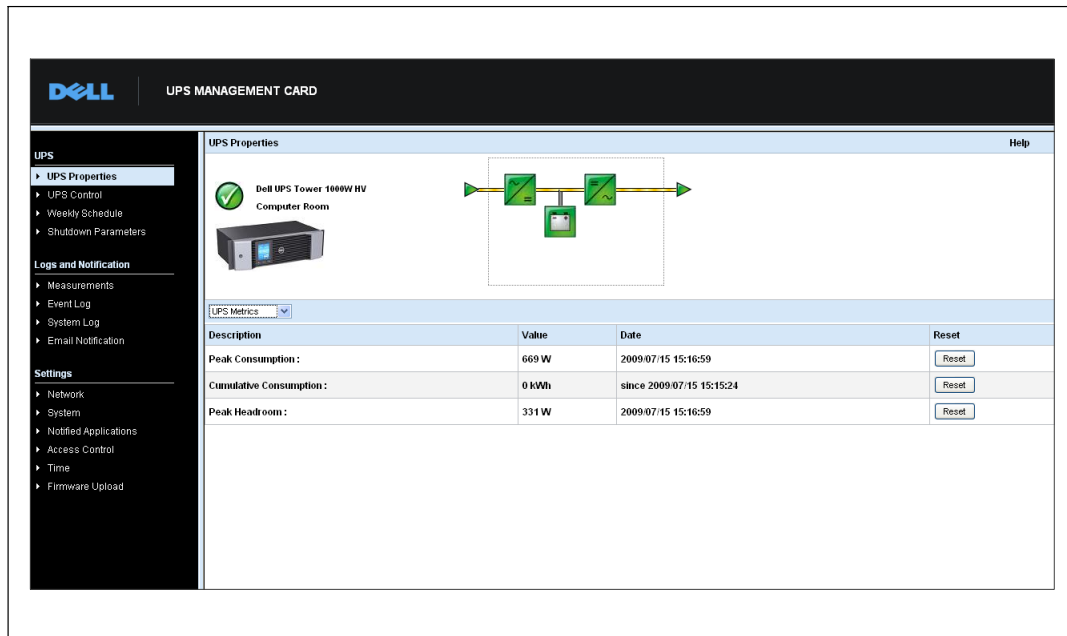 DELL
UPS MANAGEMENT CARD
UPS
UPS Properties
UPS Control
Weekly Schedule
Shutdown Parameters
Logs and Notification
Measurements
Event Log
System Log
Email Notification
Settings
Network
System
Notified Applications
Access Control
Time
Firmware Upload
UPS Properties Help
Dell UPS Tower 1000W HV
Computer Room
UPS Metrics
Description Value Date Reset
Peak Consumption : 669 W 2009/07/15 15:16:59 Reset
Cumulative Consumption : 0 kWh since 2009/07/15 15:15:24 Reset
Peak Headroom : 331 W 2009/07/15 15:16:59 Reset